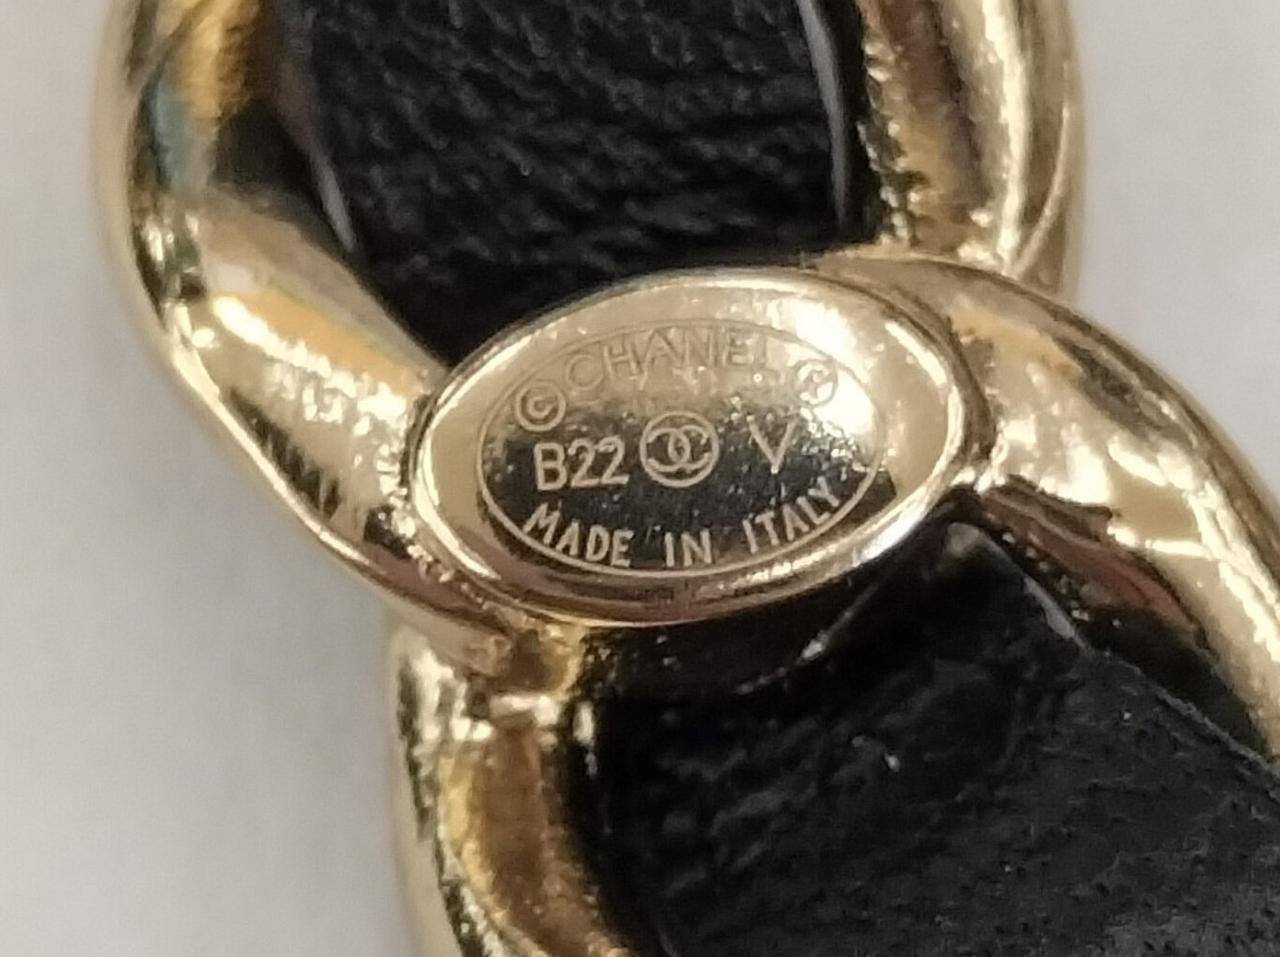 © CHANEL ®
B22 V
MADE IN ITALY